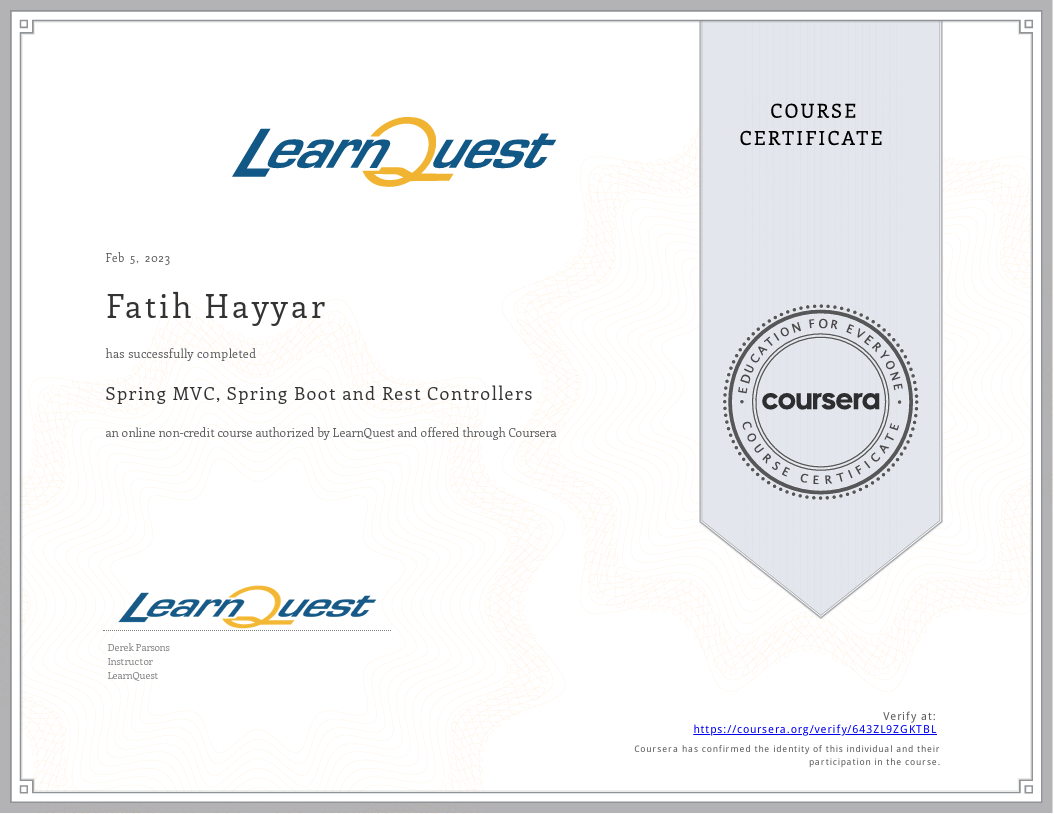 LearnQuest
COURSE
CERTIFICATE
Feb 5, 2023
Fatih Hayyar
has successfully completed
Spring MVC, Spring Boot and Rest Controllers
an online non-credit course authorized by LearnQuest and offered through Coursera
EDUCATION FOR EVERYONE
coursera
COURSE CERTIFICATE
LearnQuest
Derek Parsons
Instructor
LearnQuest
Verify at:
https://coursera.org/verify/643ZL9ZGKTBL
Coursera has confirmed the identity of this individual and their
participation in the course.